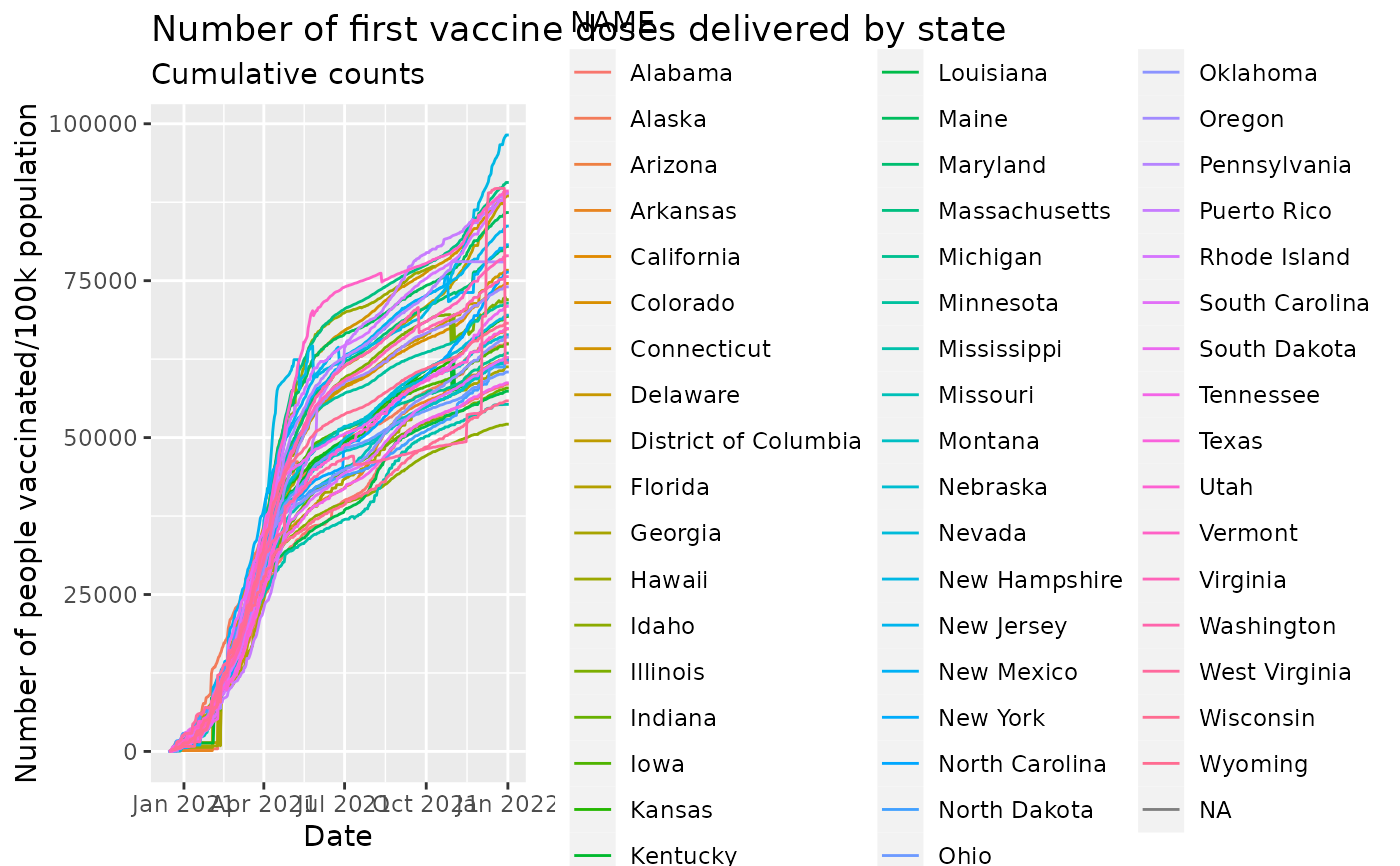 Number of first vaccine doses delivered by state
Cumulative counts
Number of people vaccinated/100k population
100000
75000
50000
25000
0
Jan 2021
Apr 2021
Jul 2021
Oct 2021
Jan 2022
Date
NAME
Alabama
Alaska
Arizona
Arkansas
California
Colorado
Connecticut
Delaware
District of Columbia
Florida
Georgia
Hawaii
Idaho
Illinois
Indiana
Iowa
Kansas
Kentucky
Louisiana
Maine
Maryland
Massachusetts
Michigan
Minnesota
Mississippi
Missouri
Montana
Nebraska
Nevada
New Hampshire
New Jersey
New Mexico
New York
North Carolina
North Dakota
Ohio
Oklahoma
Oregon
Pennsylvania
Puerto Rico
Rhode Island
South Carolina
South Dakota
Tennessee
Texas
Utah
Vermont
Virginia
Washington
West Virginia
Wisconsin
Wyoming
NA